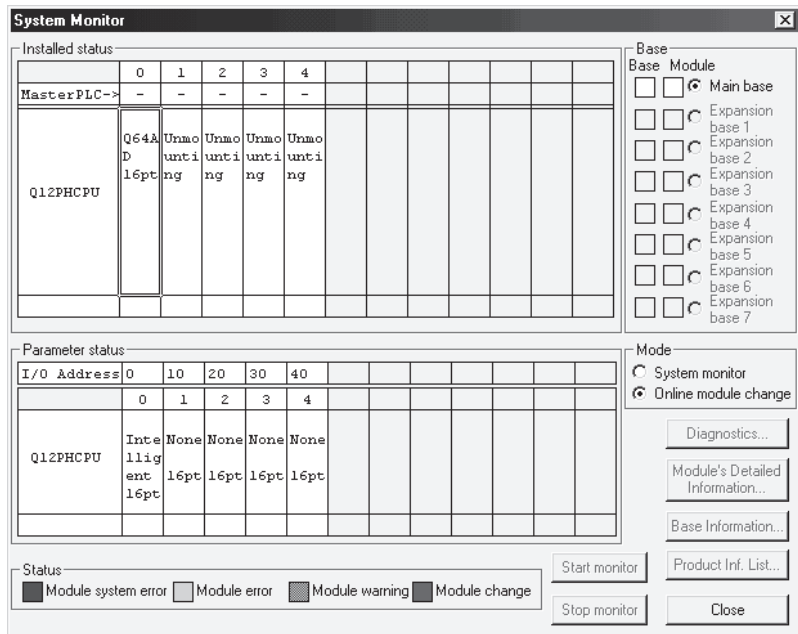 System Monitor
Installed status
0 1 2 3 4
MasterPLC-> - - - - -
Q12PHCPU
Q64A
D
16pt
Unmo
unti
ng
Unmo
unti
ng
Unmo
unti
ng
Unmo
unti
ng
Base
Base Module
Main base
Expansion
base 1
Expansion
base 2
Expansion
base 3
Expansion
base 4
Expansion
base 5
Expansion
base 6
Expansion
base 7
Parameter status
I/O Address 0 10 20 30 40
0 1 2 3 4
Q12PHCPU
Inte
llig
ent
16pt
None
16pt
None
16pt
None
16pt
None
16pt
Mode
System monitor
Online module change
Diagnostics...
Module's Detailed
Information...
Base Information...
Product Inf. List...
Status
Module system error Module error Module warning Module change
Start monitor
Stop monitor
Close